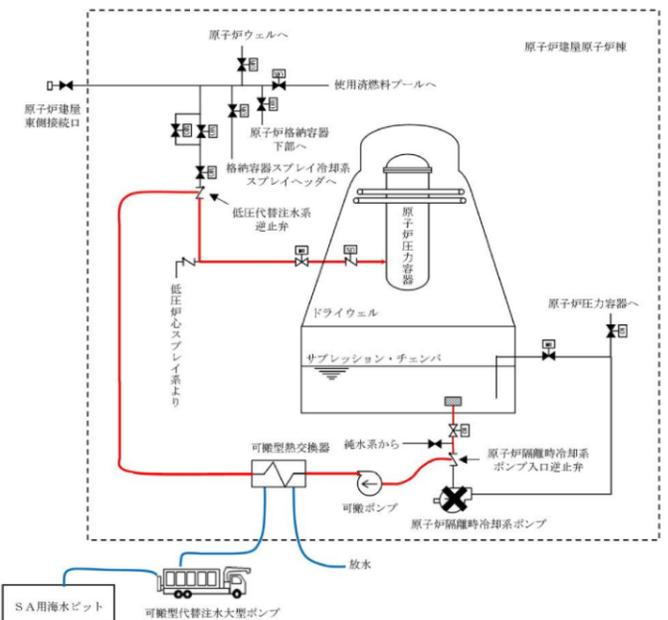 原子炉ウェルへ
原子炉建屋原子炉棟
使用済燃料プールへ
原子炉建屋
東側接続口
原子炉格納容器
下部へ
格納容器スプレイ冷却系
スプレイヘッダへ
低圧代替注水系
逆止弁
原子炉圧力容器
低圧炉心スプレイ系より
ドライウェル
原子炉圧力容器へ
サプレッション・チェンバ
純水系から
可搬型熱交換器
原子炉隔離時冷却系
ポンプ入口逆止弁
可搬ポンプ
原子炉隔離時冷却系ポンプ
放水
SA用海水ピット
可搬型代替注水大型ポンプ